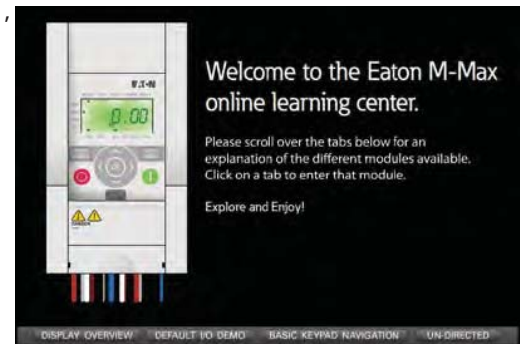 ,
E·T·N
Welcome to the Eaton M-Max
online learning center.
0.00
Please scroll over the tabs below for an
explanation of the different modules available.
Click on a tab to enter that module.
Explore and Enjoy!
DISPLAY OVERVIEW DEFAULT I/O DEMO BASIC KEYPAD NAVIGATION UN-DIRECTED